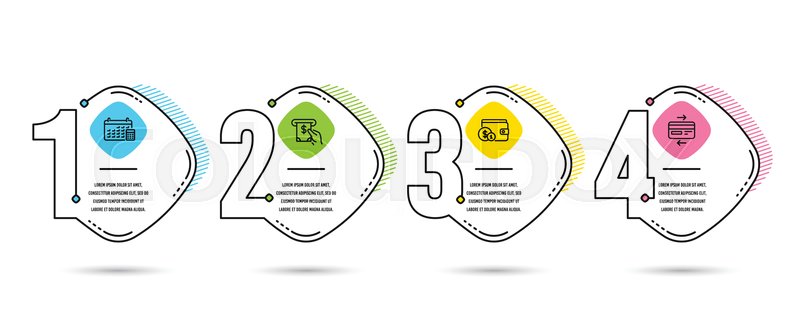 1
LOREM IPSUM DOLOR SIT AMET,
CONSECTETUR ADIPISICING ELIT, SED DO
EIUSMOD TEMPOR INCIDIDUNT UT
LABORE ET DOLORE MAGNA ALIQUA.
2
$
LOREM IPSUM DOLOR SIT AMET,
CONSECTETUR ADIPISICING ELIT, SED DO
EIUSMOD TEMPOR INCIDIDUNT UT
LABORE ET DOLORE MAGNA ALIQUA.
3
$ $
LOREM IPSUM DOLOR SIT AMET,
CONSECTETUR ADIPISICING ELIT, SED DO
EIUSMOD TEMPOR INCIDIDUNT UT
LABORE ET DOLORE MAGNA ALIQUA.
4
LOREM IPSUM DOLOR SIT AMET,
CONSECTETUR ADIPISICING ELIT, SED DO
EIUSMOD TEMPOR INCIDIDUNT UT
LABORE ET DOLORE MAGNA ALIQUA.
Colourbox